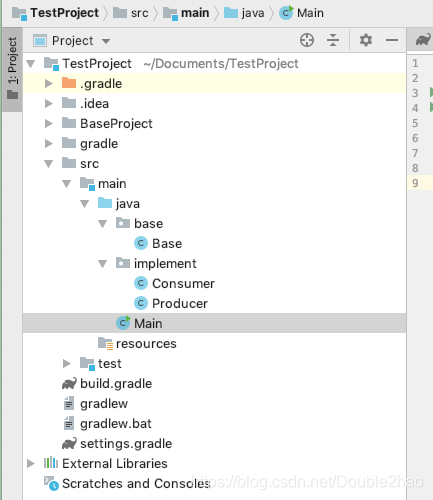 TestProject src main java Main
1: Project
Project
TestProject ~/Documents/TestProject
.gradle
.idea
BaseProject
gradle
src
main
java
base
Base
implement
Consumer
Producer
Main
resources
test
build.gradle
gradlew
gradlew.bat
settings.gradle
External Libraries
Scratches and Consoles
1
2
3
4
5
6
7
8
9
https://blog.csdn.net/Double2hao